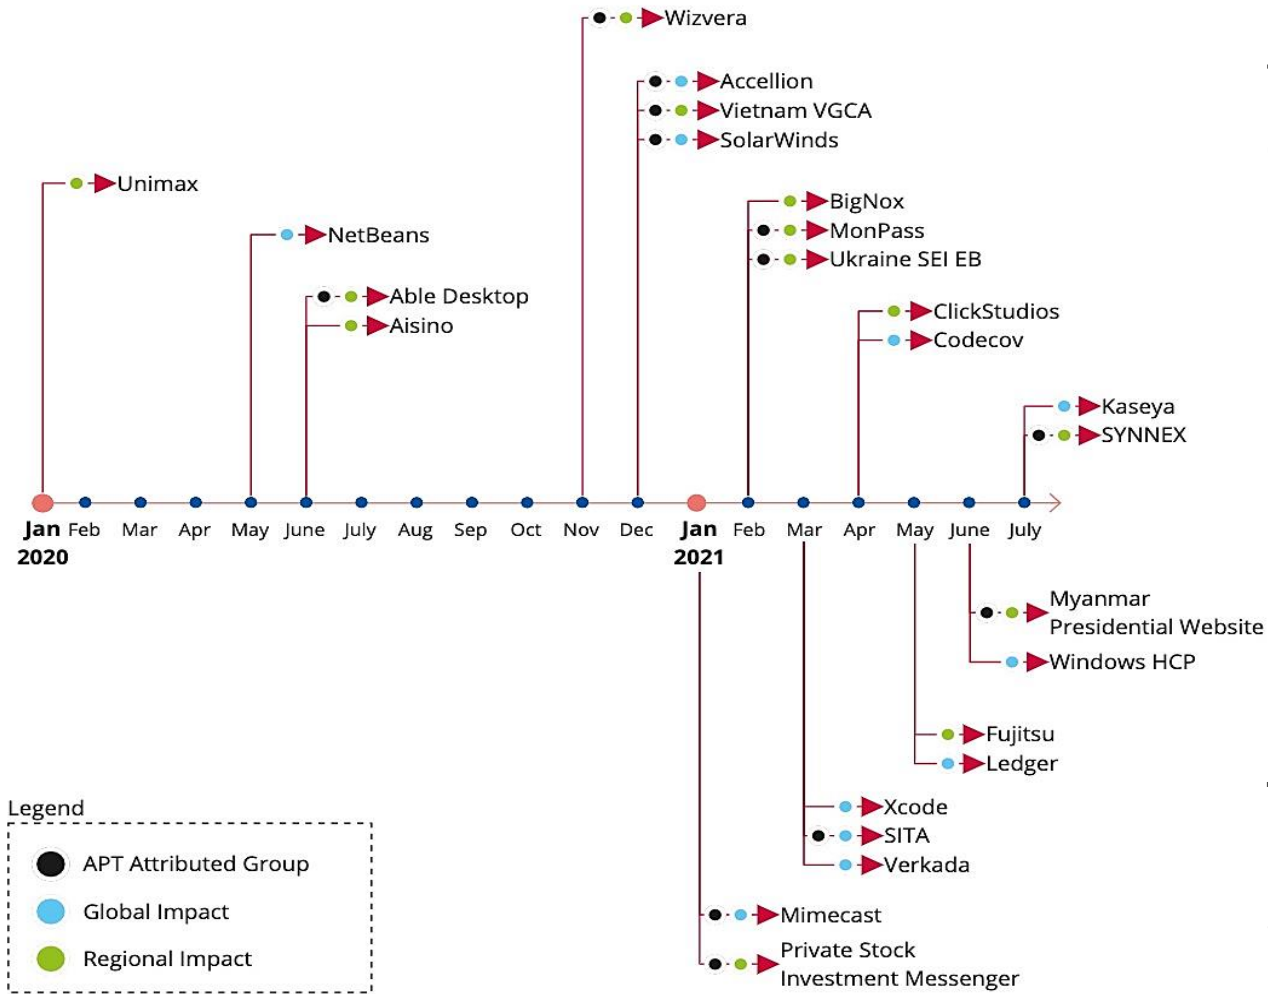 Wizvera
Accellion
Vietnam VGCA
SolarWinds
Unimax
BigNox
NetBeans
MonPass
Ukraine SEI EB
Able Desktop
Aisino
ClickStudios
Codecov
Kaseya
SYNNEX
Jan Feb Mar Apr May June July Aug Sep Oct Nov Dec Jan Feb Mar Apr May June July
2020 2021
Myanmar
Presidential Website
Windows HCP
Fujitsu
Ledger
Xcode
SITA
Verkada
Mimecast
Private Stock
Investment Messenger
Legend
APT Attributed Group
Global Impact
Regional Impact